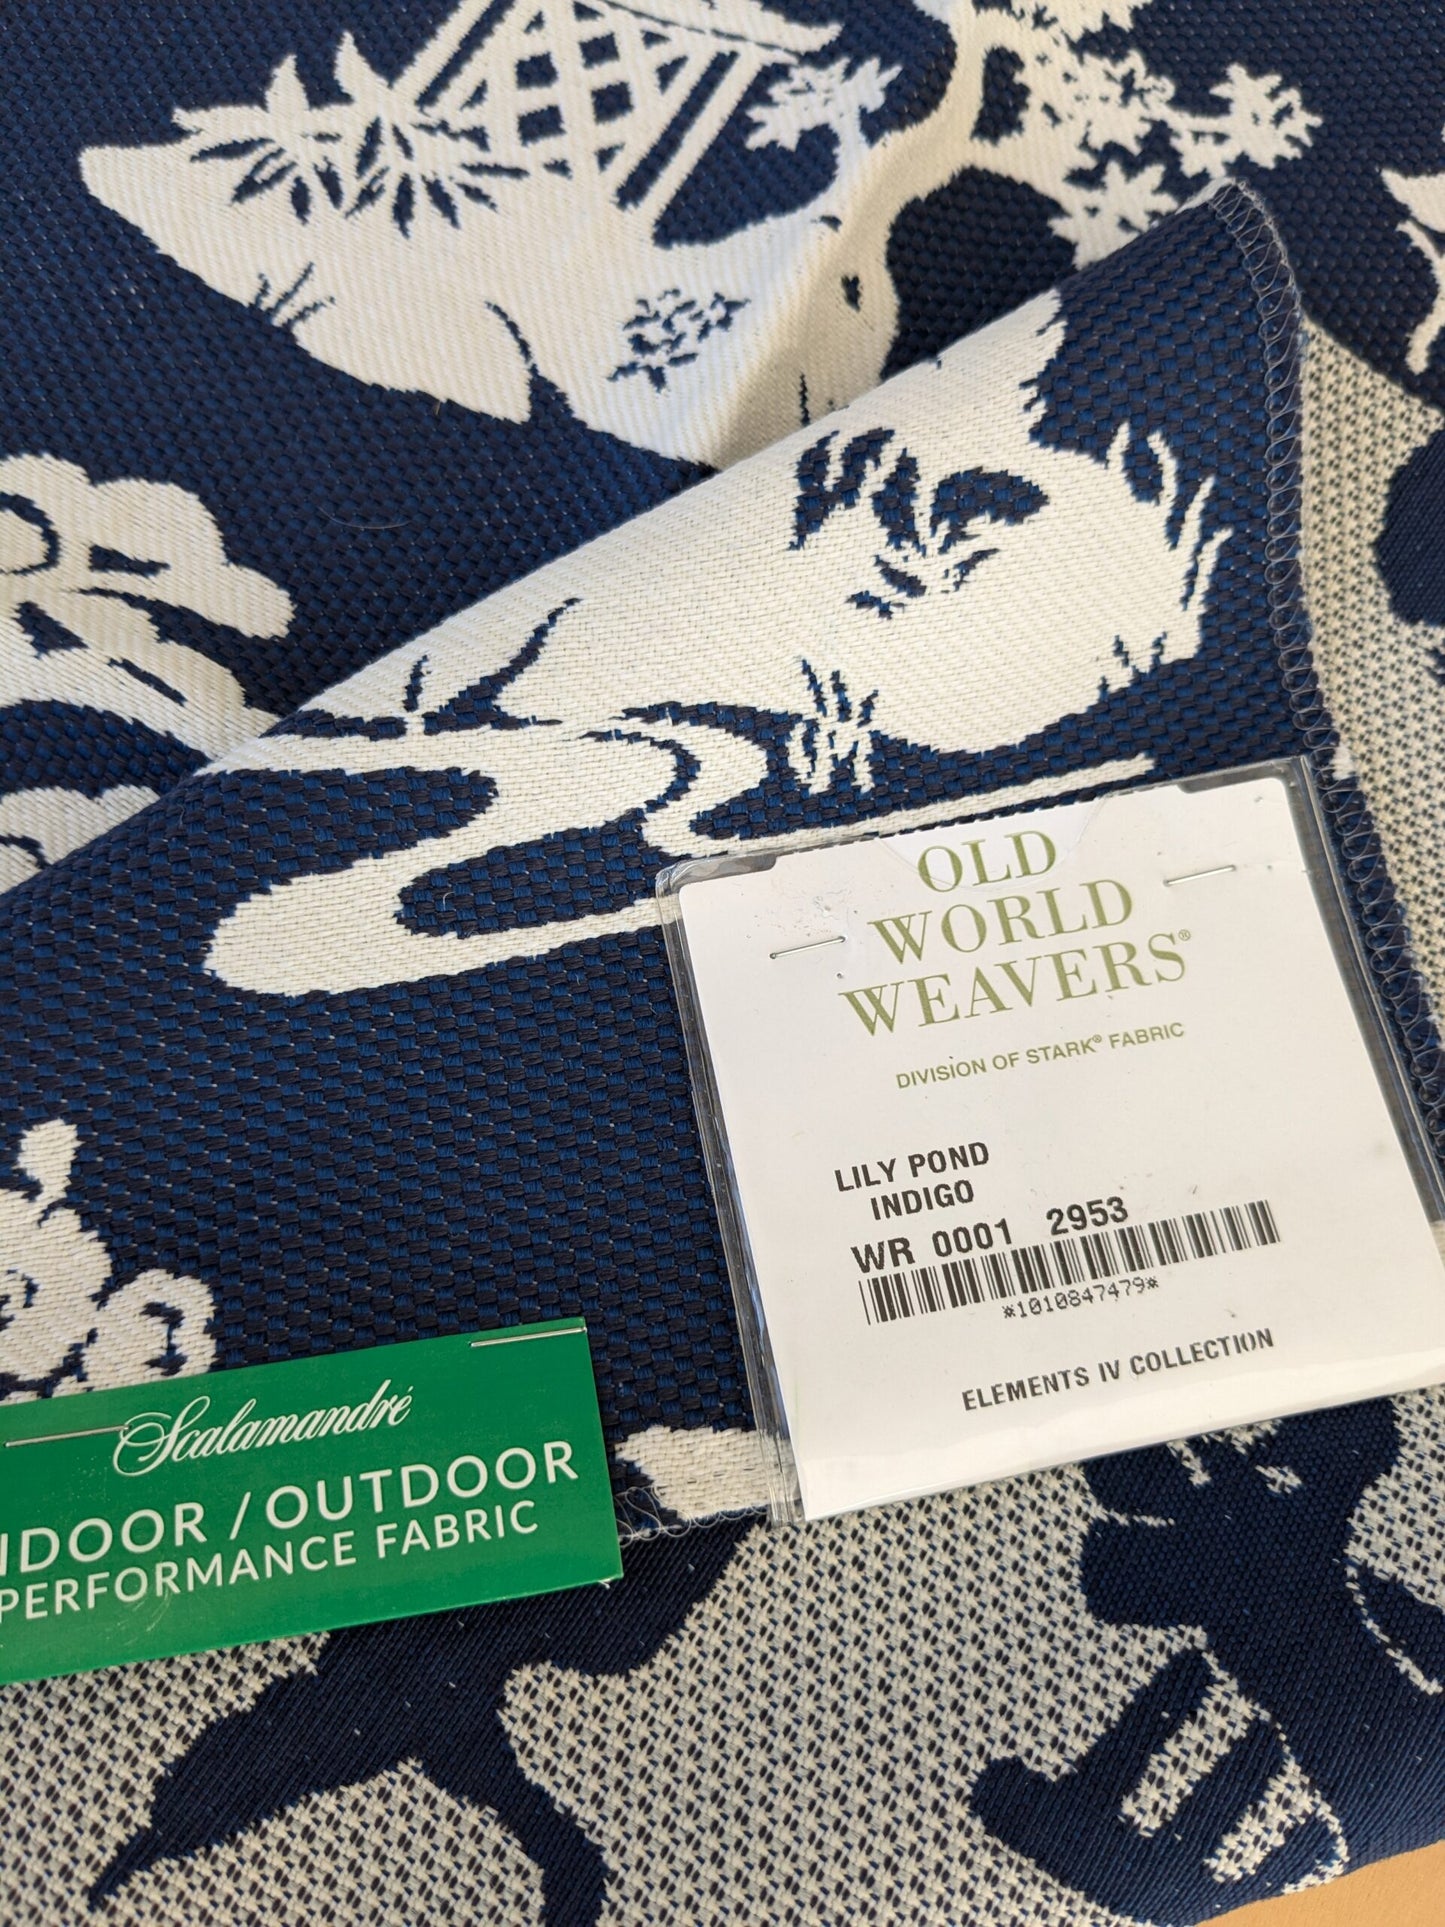 OLD
WORLD
WEAVERS®
DIVISION OF STARK® FABRIC
LILY POND
INDIGO
WR 0001 2953
*1010847479*
ELEMENTS IV COLLECTION
Scalamandré
NDOOR / OUTDOOR
PERFORMANCE FABRIC